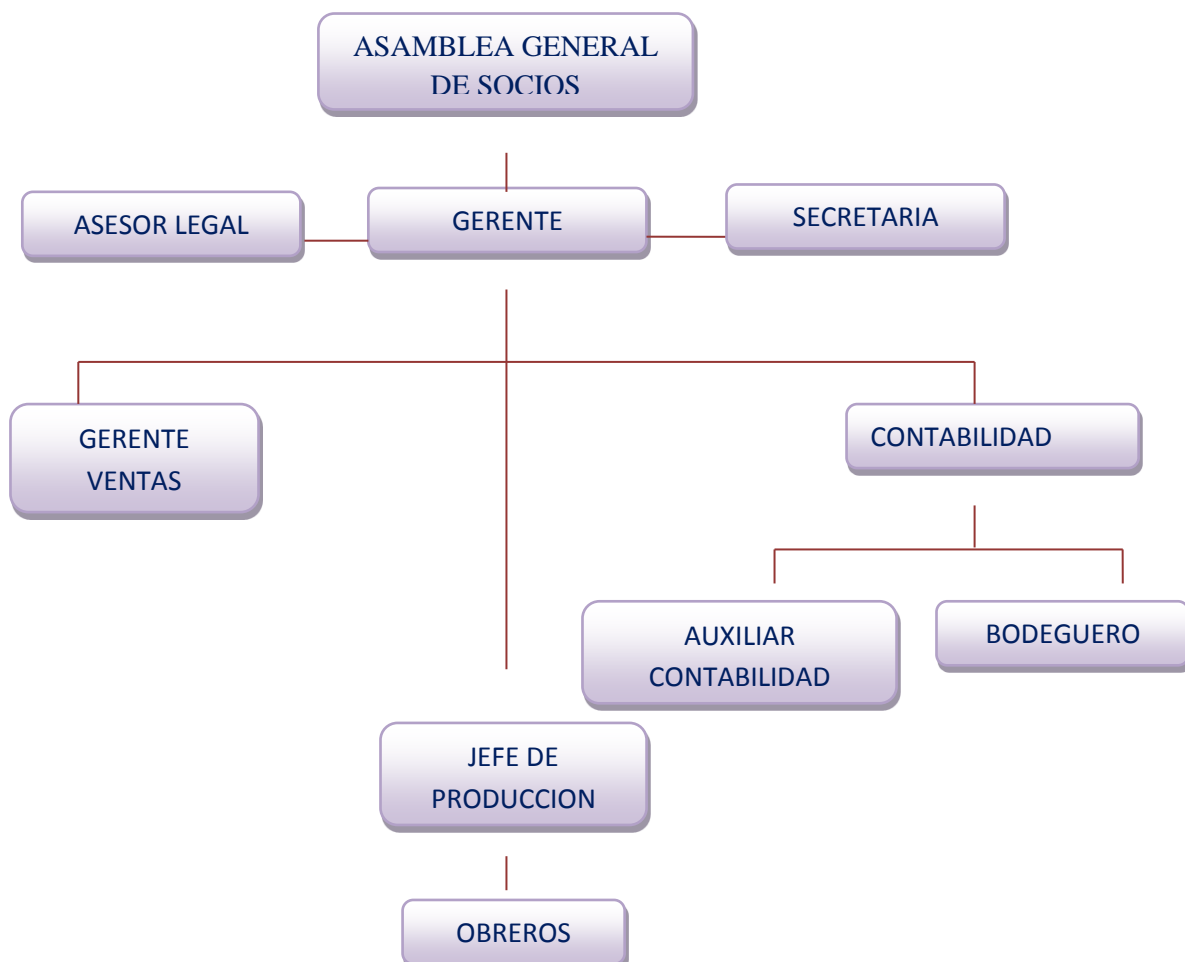 ASAMBLEA GENERAL
DE SOCIOS
ASESOR LEGAL
GERENTE
SECRETARIA
GERENTE
VENTAS
CONTABILIDAD
AUXILIAR
CONTABILIDAD
BODEGUERO
JEFE DE
PRODUCCION
OBREROS